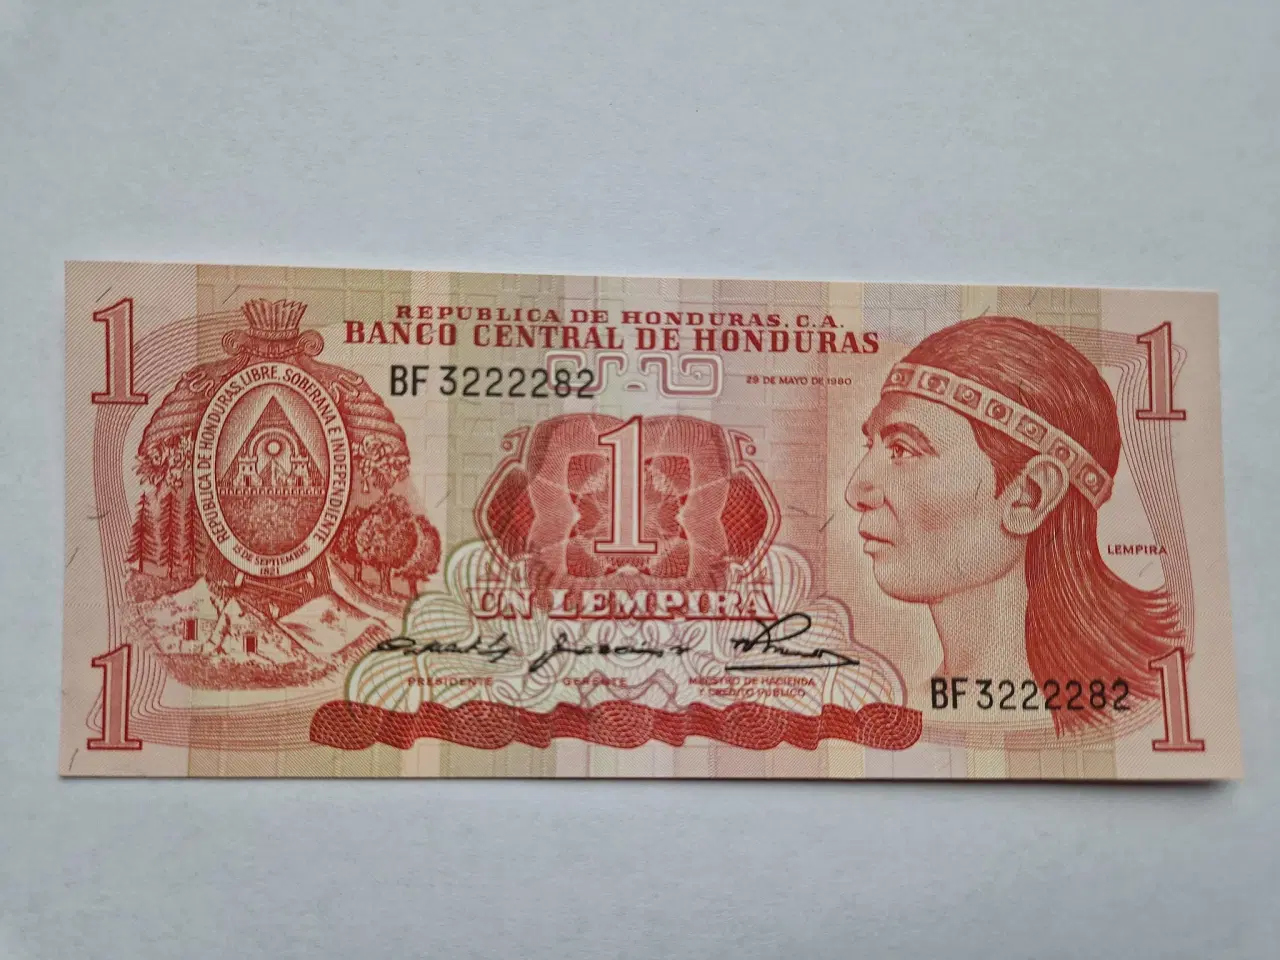 1
REPUBLICA DE HONDURAS, C.A.
BANCO CENTRAL DE HONDURAS
1
BF 3222282
29 DE MAYO DE 1980
REPUBLICA DE HONDURAS, LIBRE, SOBERANA E INDEPENDIENTE
15 DE SEPTIEMBRE
1821
1
LEMPIRA
UN LEMPIRA
PRESIDENTE
GERENTE
MINISTRO DE HACIENDA
Y CREDITO PUBLICO
BF 3222282
1
1